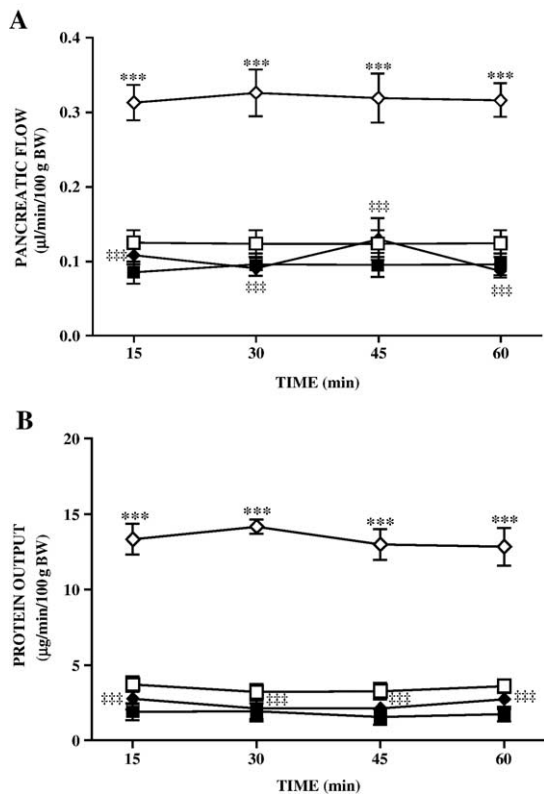 A
0.4
***
***
***
***
0.3
PANCREATIC FLOW
(µl/min/100 g BW)
0.2
‡‡‡
‡‡‡
0.1
‡‡‡
‡‡‡
0.0
15 30 45 60
TIME (min)
B
20
***
***
***
***
15
PROTEIN OUTPUT
(µg/min/100 g BW)
10
5
‡‡‡
‡‡‡
‡‡‡
‡‡‡
0
15 30 45 60
TIME (min)